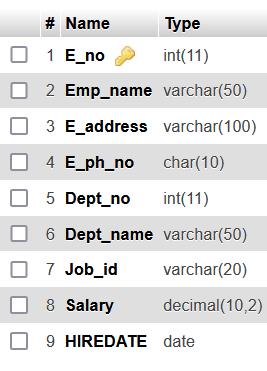 # Name Type
1 E_no int(11)
2 Emp_name varchar(50)
3 E_address varchar(100)
4 E_ph_no char(10)
5 Dept_no int(11)
6 Dept_name varchar(50)
7 Job_id varchar(20)
8 Salary decimal(10,2)
9 HIREDATE date